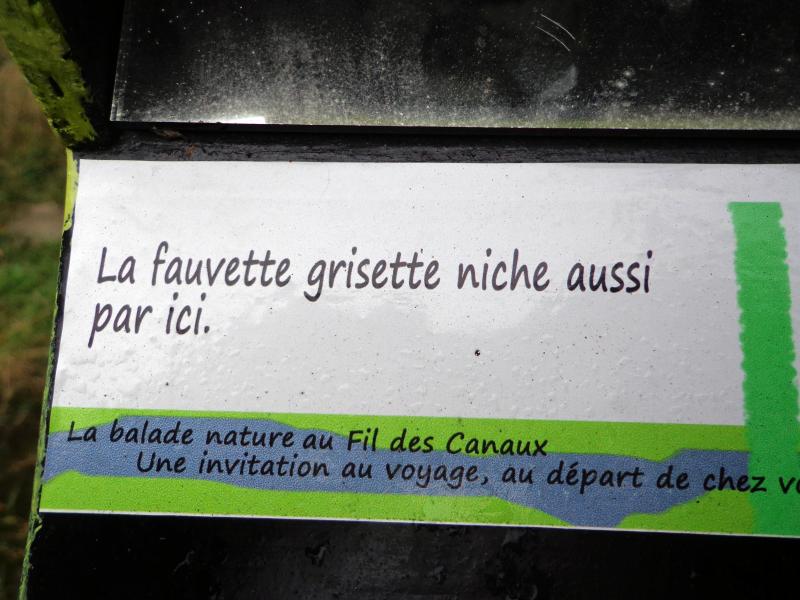 La fauvette grisette niche aussi
par ici.
La balade nature au Fil des Canaux
Une invitation au voyage, au départ de chez